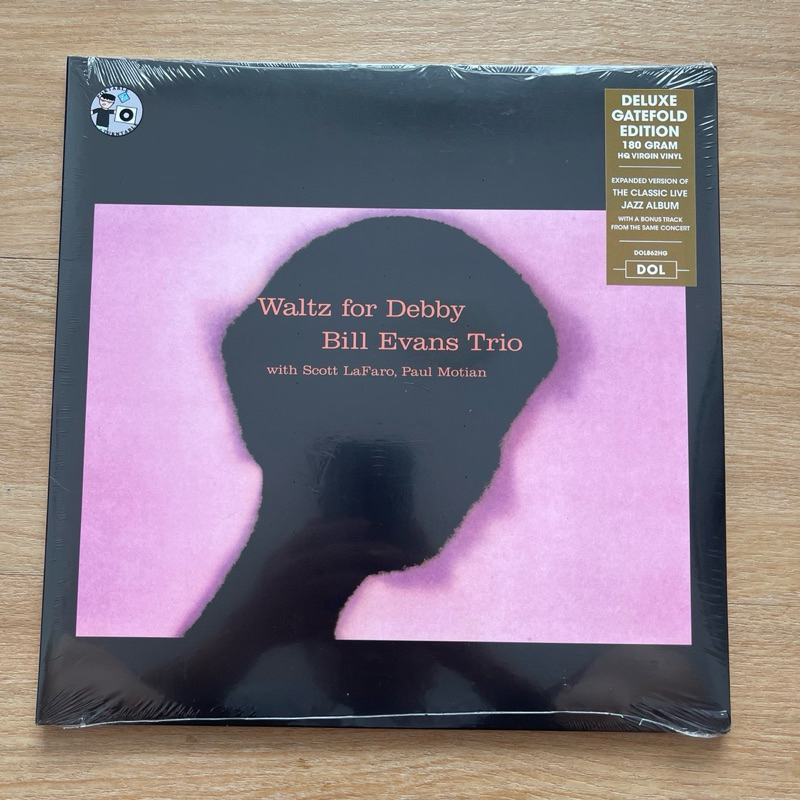 DELUXE
GATEFOLD
EDITION
180 GRAM
HQ VIRGIN VINYL
EXPANDED VERSION OF
THE CLASSIC LIVE
JAZZ ALBUM
WITH A BONUS TRACK
FROM THE SAME CONCERT
DOL862HG
DOL
Waltz for Debby
Bill Evans Trio
with Scott LaFaro, Paul Motian